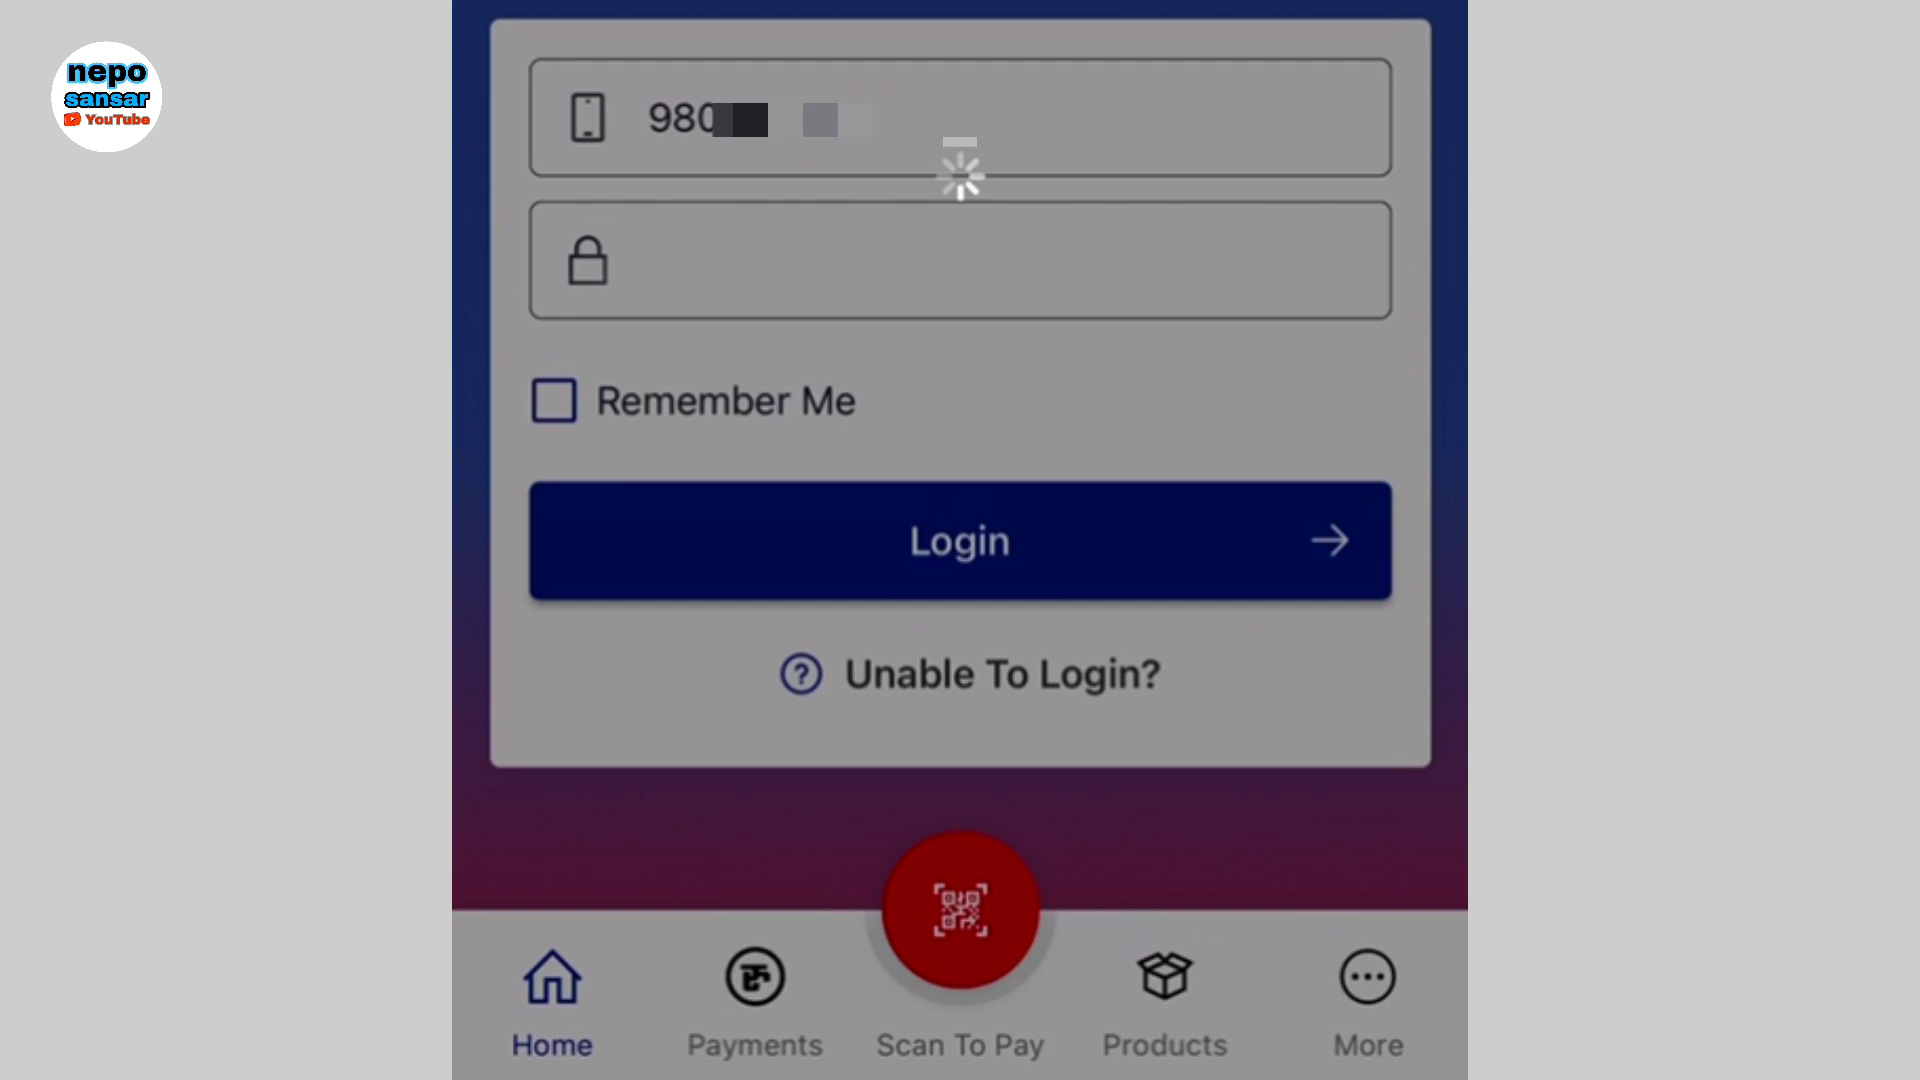 nepo
sansar
YouTube
980
Remember Me
Login
? Unable To Login?
Home
Payments
Scan To Pay
Products
More